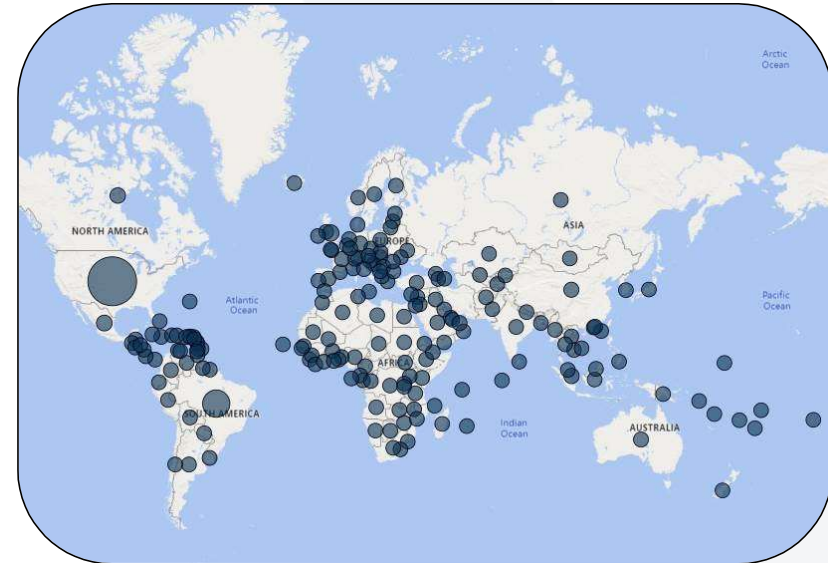 Arctic
Ocean
NORTH AMERICA
ASIA
EUROPE
Atlantic
Ocean
Pacific
Ocean
AFRICA
SOUTH AMERICA
Indian
Ocean
AUSTRALIA